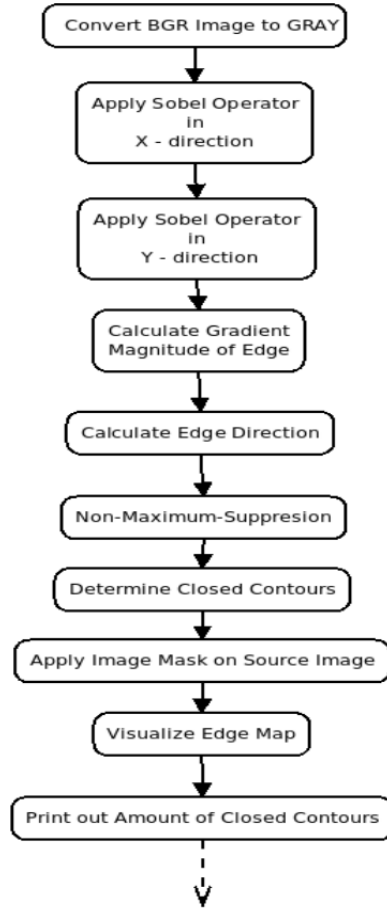 Convert BGR Image to GRAY
Apply Sobel Operator
in
X - direction
Apply Sobel Operator
in
Y - direction
Calculate Gradient
Magnitude of Edge
Calculate Edge Direction
Non-Maximum-Suppresion
Determine Closed Contours
Apply Image Mask on Source Image
Visualize Edge Map
Print out Amount of Closed Contours